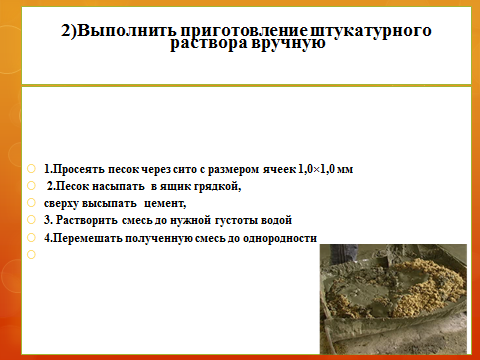 2)Выполнить приготовление штукатурного
раствора вручную
1.Просеять песок через сито с размером ячеек 1,0×1,0 мм
2.Песок насыпать в ящик грядкой,
сверху высыпать цемент,
3. Растворить смесь до нужной густоты водой
4.Перемешать полученную смесь до однородности